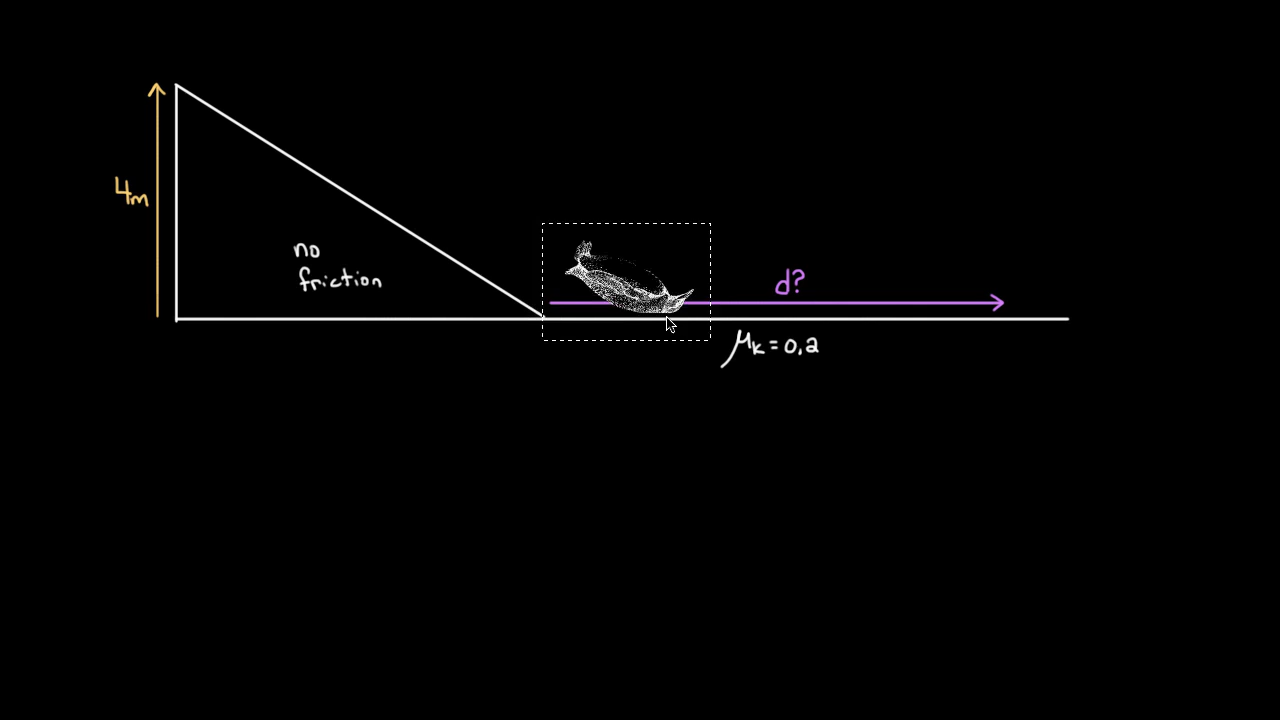 4m
no
friction
d?
μk = 0.2